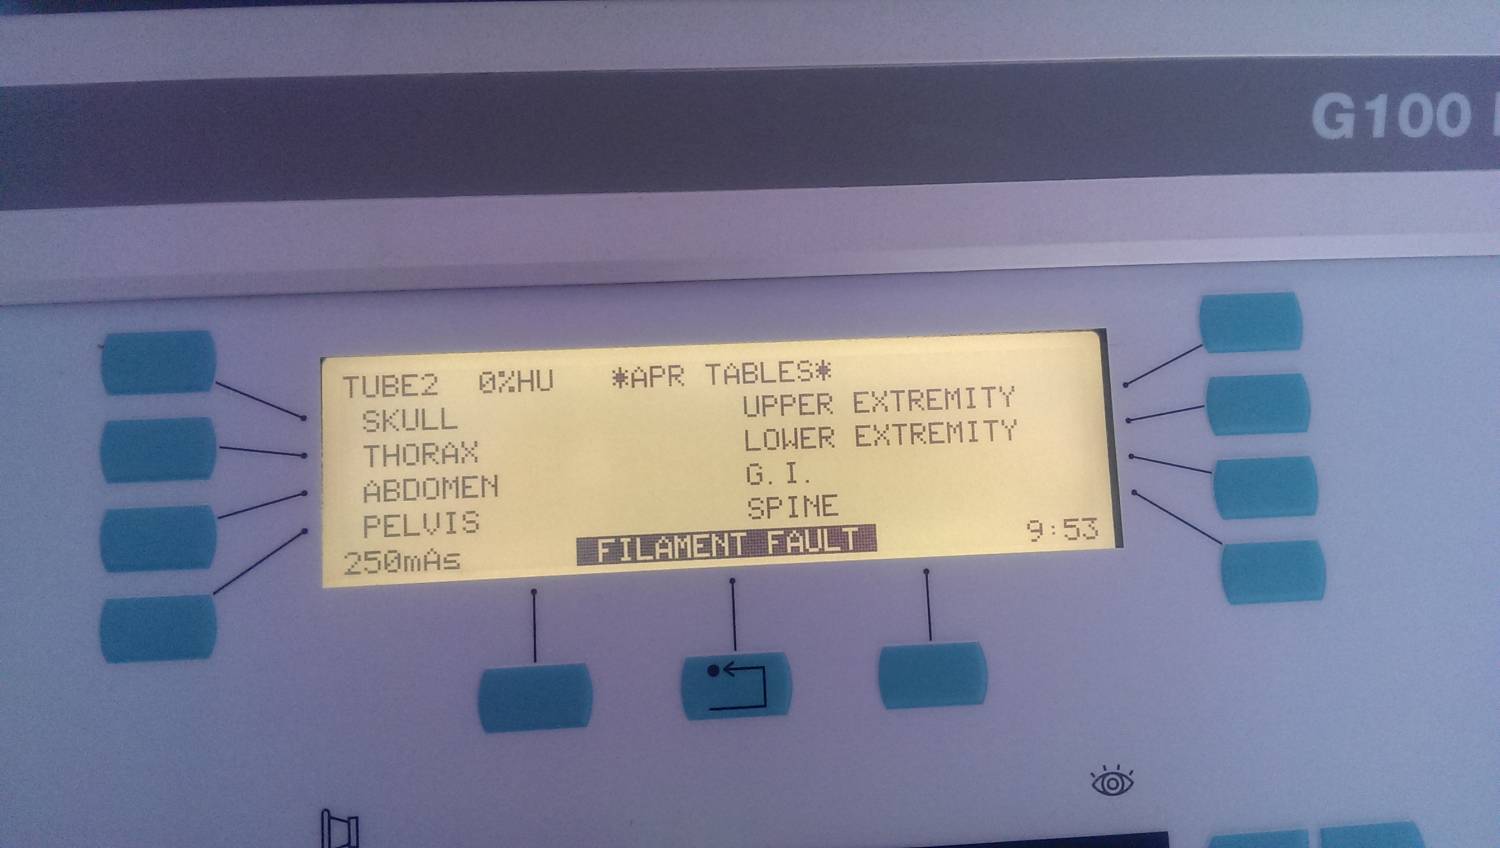 G100
TUBE2 0%HU *APR TABLES*
SKULL UPPER EXTREMITY
THORAX LOWER EXTREMITY
ABDOMEN G.I.
PELVIS SPINE
250mAs FILAMENT FAULT 9:53